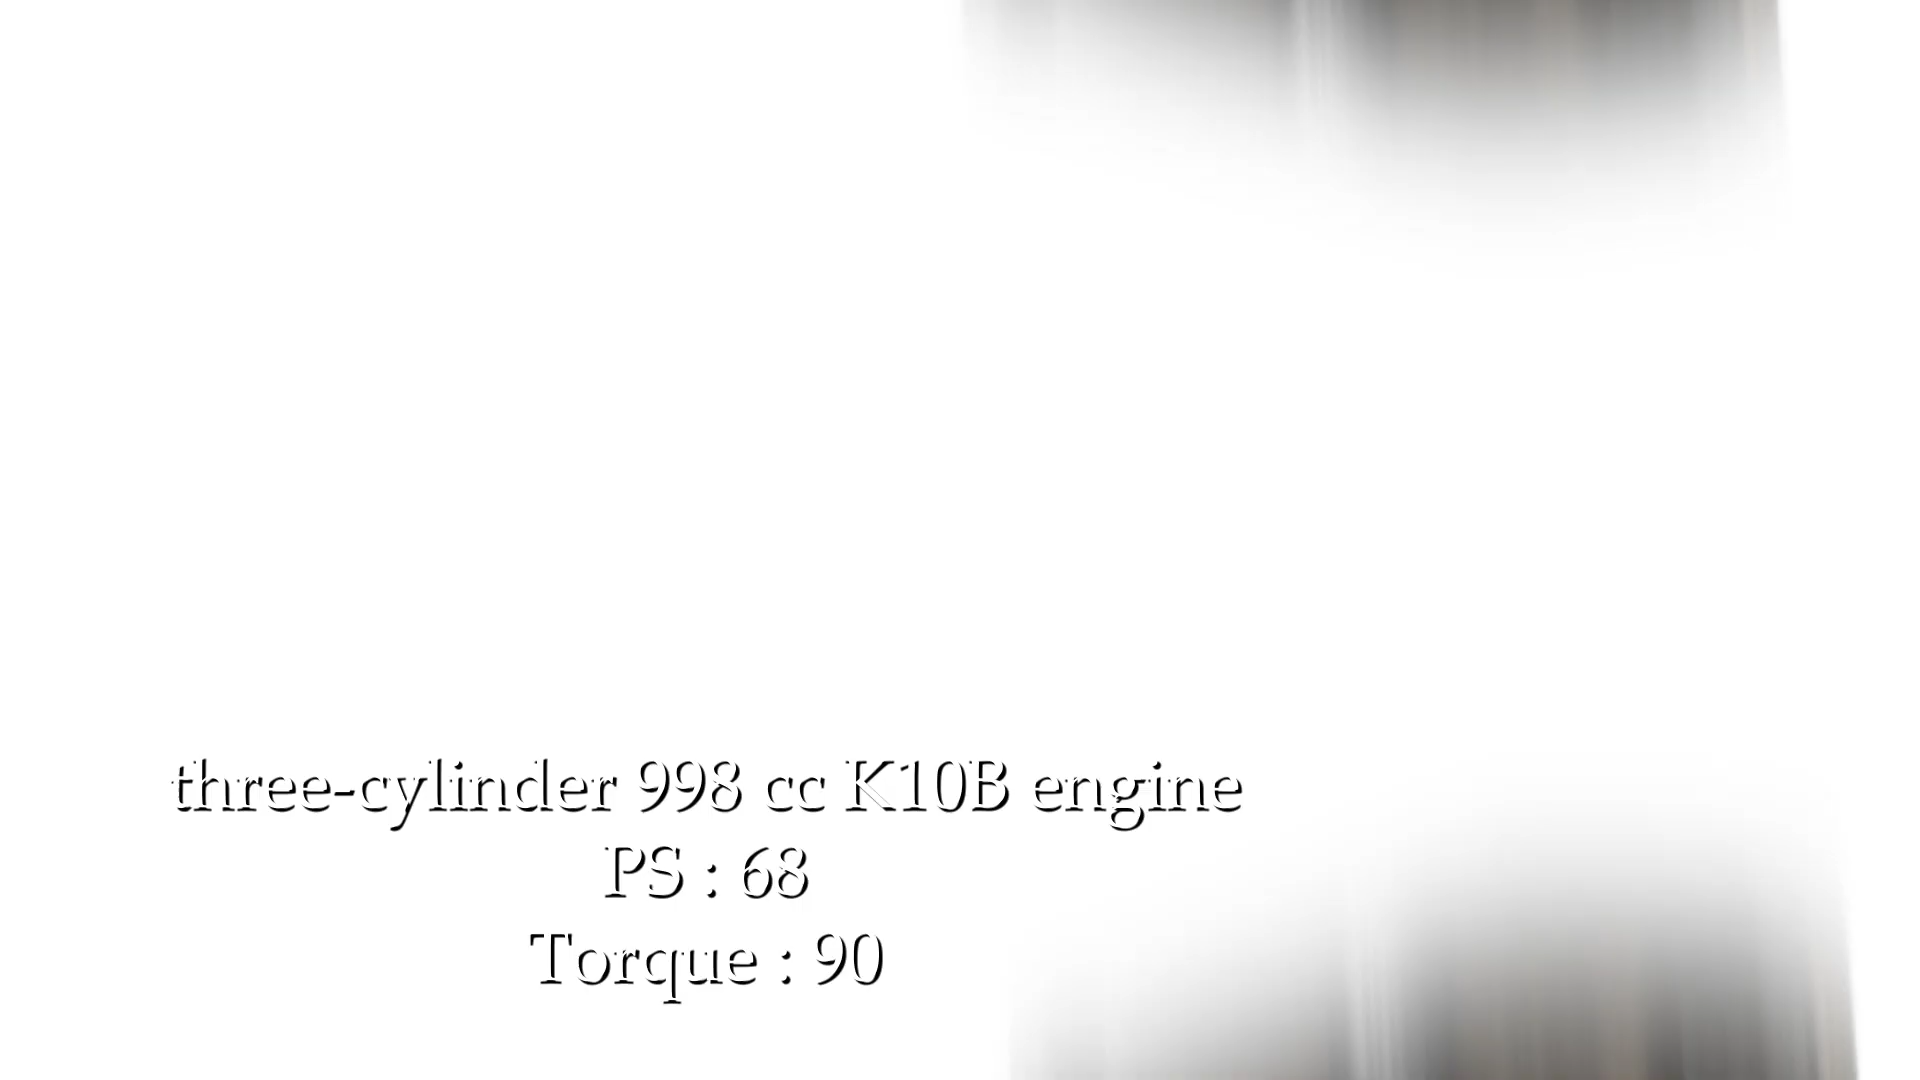 three-cylinder 998 cc K10B engine
PS : 68
Torque : 90